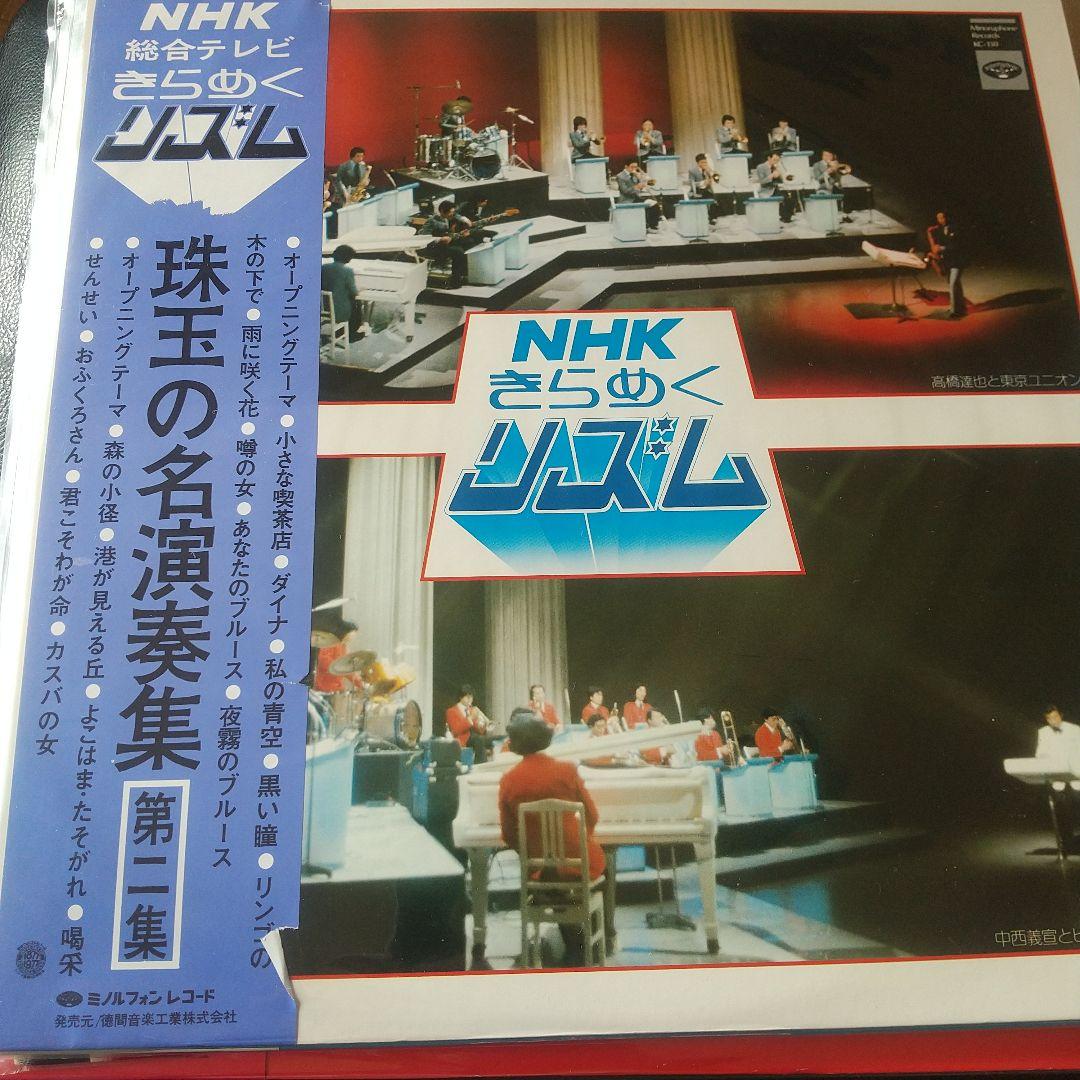 NHK
総合テレビ
きらめく
リズム
●オープニングテーマ●小さな喫茶店●ダイナ●私の青空●黒い瞳●リンゴの
木の下で●雨に咲く花●噂の女●あなたのブルース●夜霧のブルース
珠玉の名演奏集
第二集
●オープニングテーマ●森の小径●港が見える丘●よこはま・たそがれ●喝采
●せんせい●おふくろさん●君こそわが命●カスバの女
ミノルフォンレコード
発売元/徳間音楽工業株式会社
Minoruphone
Records
KC-110
高橋達也と東京ユニオン
NHK
きらめく
リズム
中西義宣と